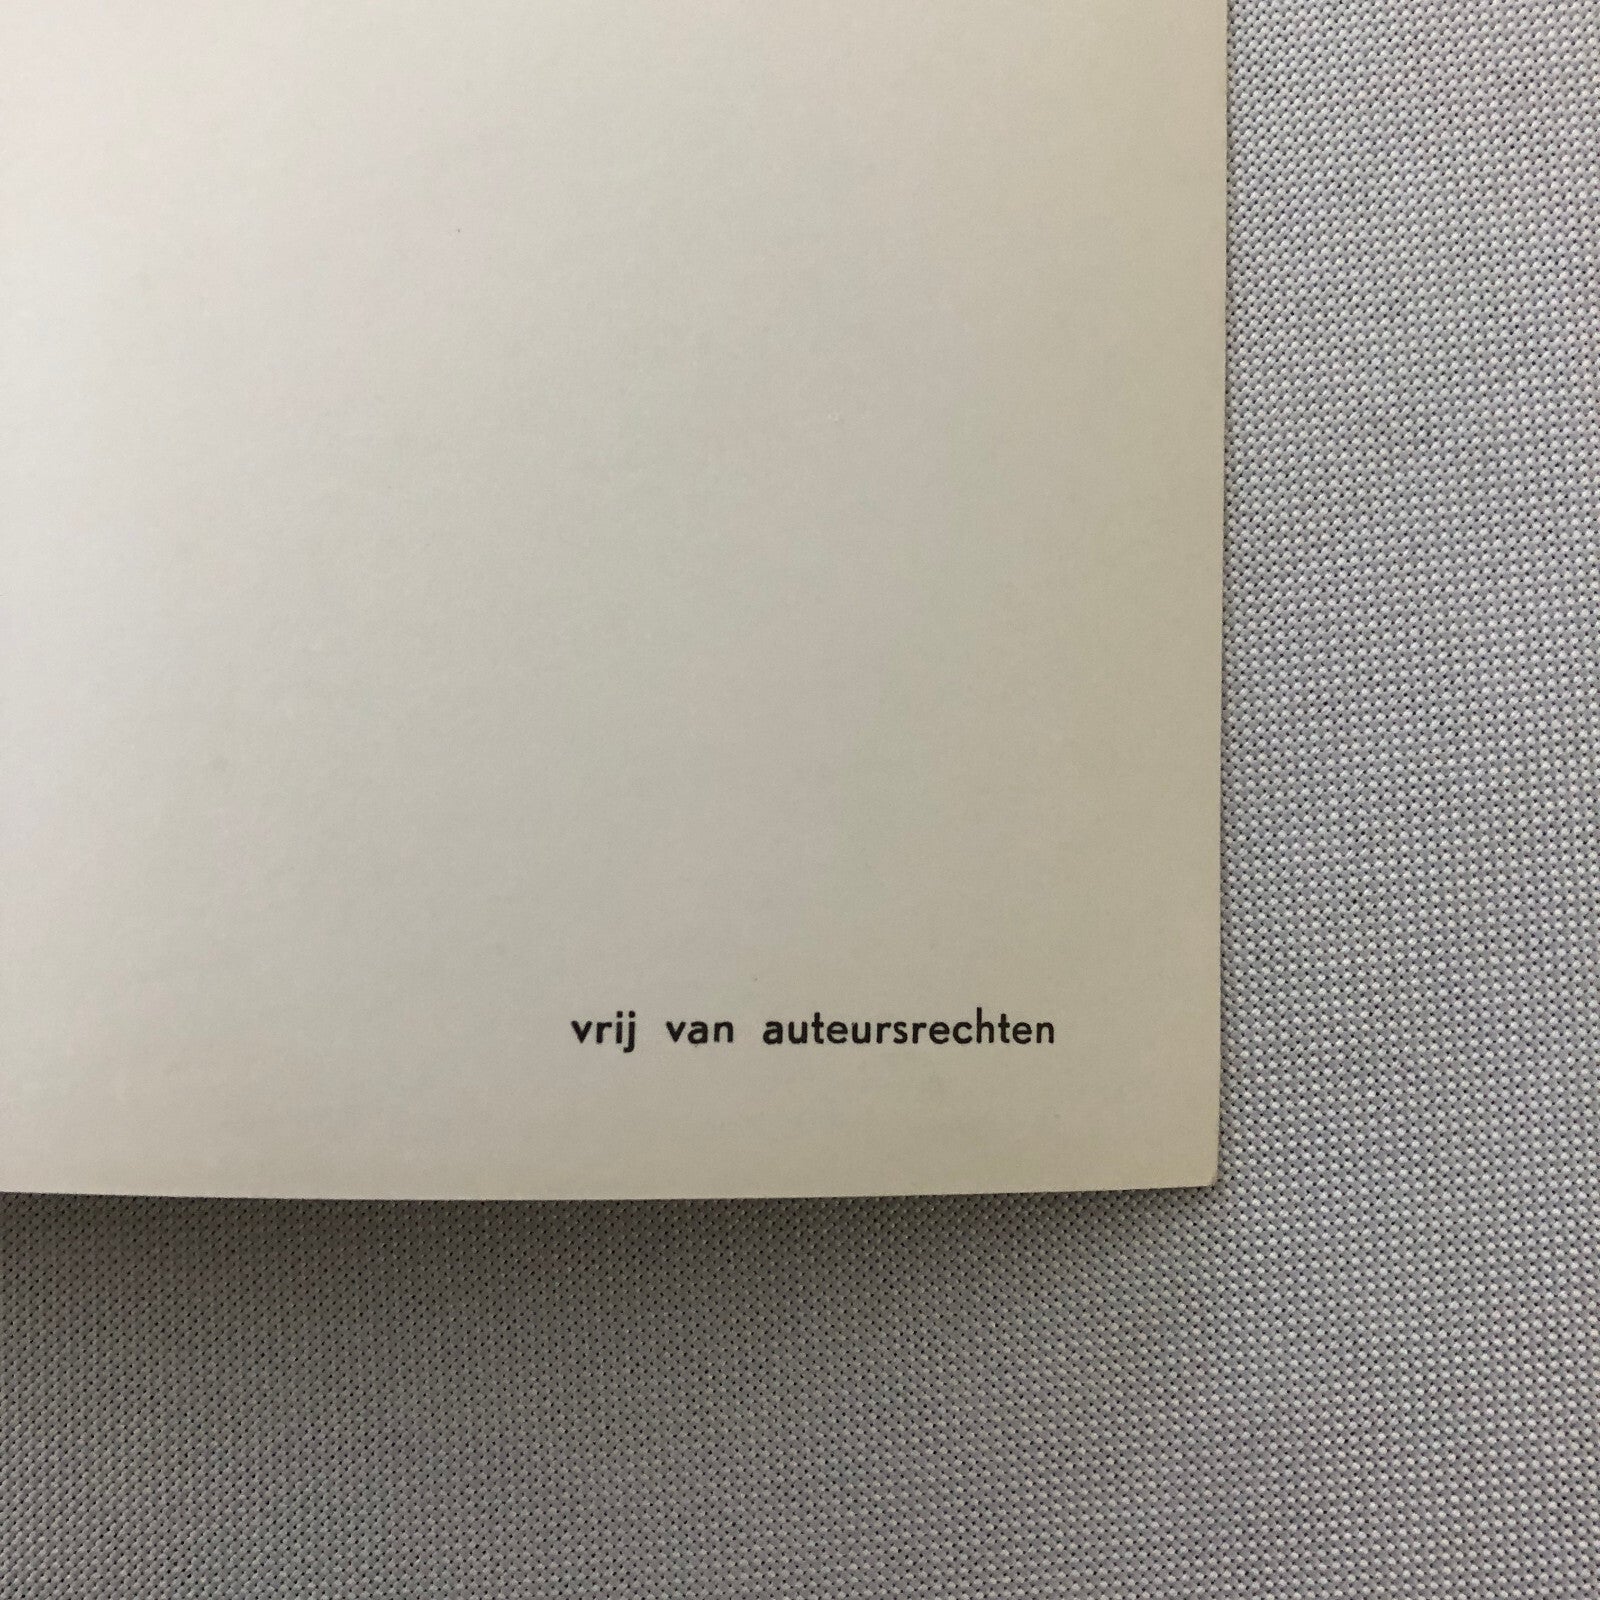 vrij van auteursrechten